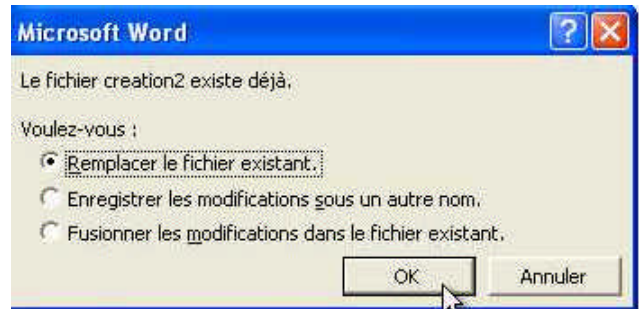 Microsoft Word
Le fichier creation2 existe déjà.
Voulez-vous :
Remplacer le fichier existant.
Enregistrer les modifications sous un autre nom.
Fusionner les modifications dans le fichier existant.
OK Annuler